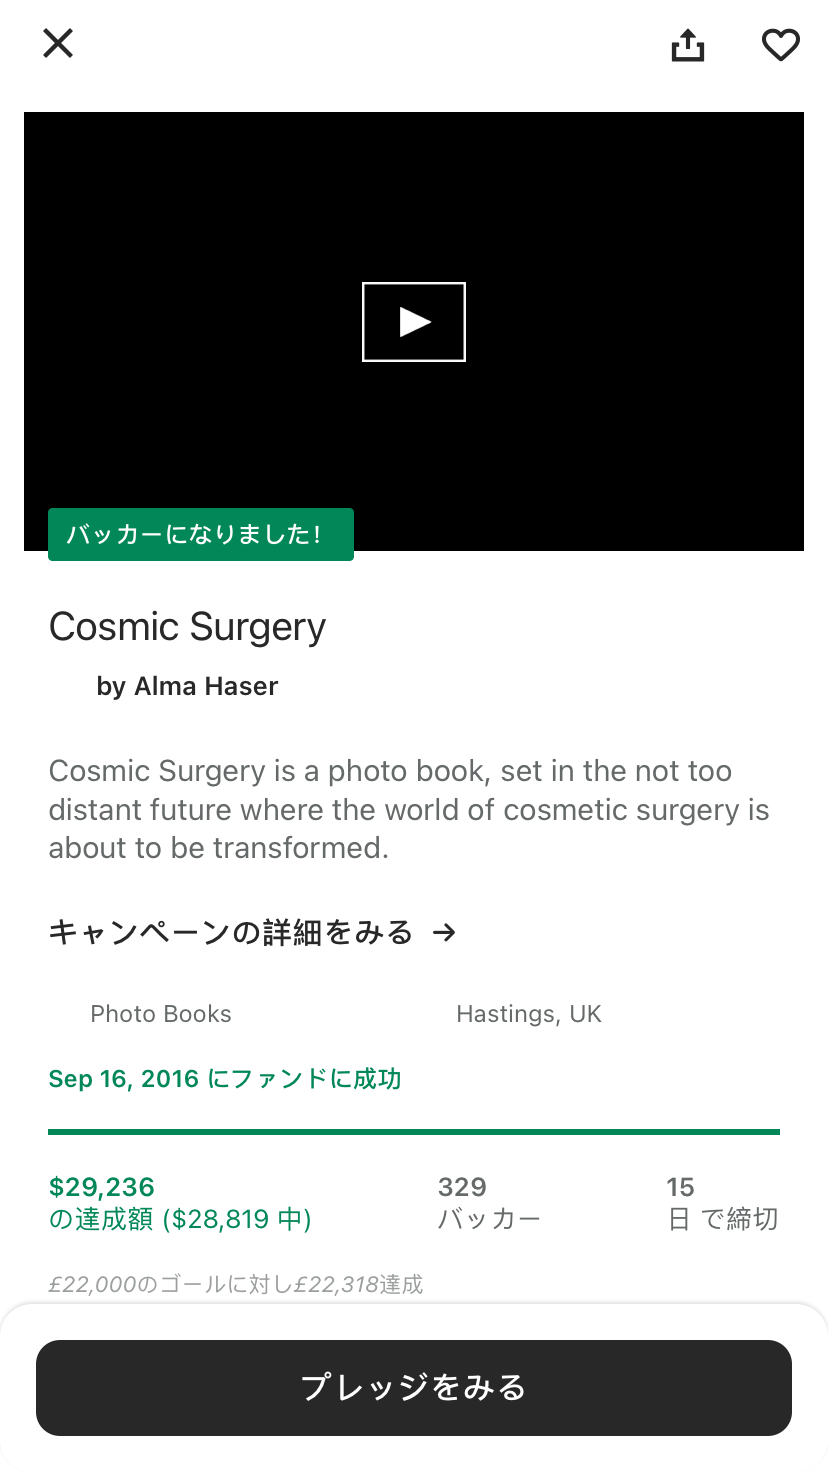 バッカーになりました！
Cosmic Surgery
by Alma Haser
Cosmic Surgery is a photo book, set in the not too
distant future where the world of cosmetic surgery is
about to be transformed.
キャンペーンの詳細をみる →
Photo Books
Hastings, UK
Sep 16, 2016 にファンドに成功
$29,236
の達成額 ($28,819 中)
329
バッカー
15
日 で締切
£22,000のゴールに対し£22,318達成
プレッジをみる